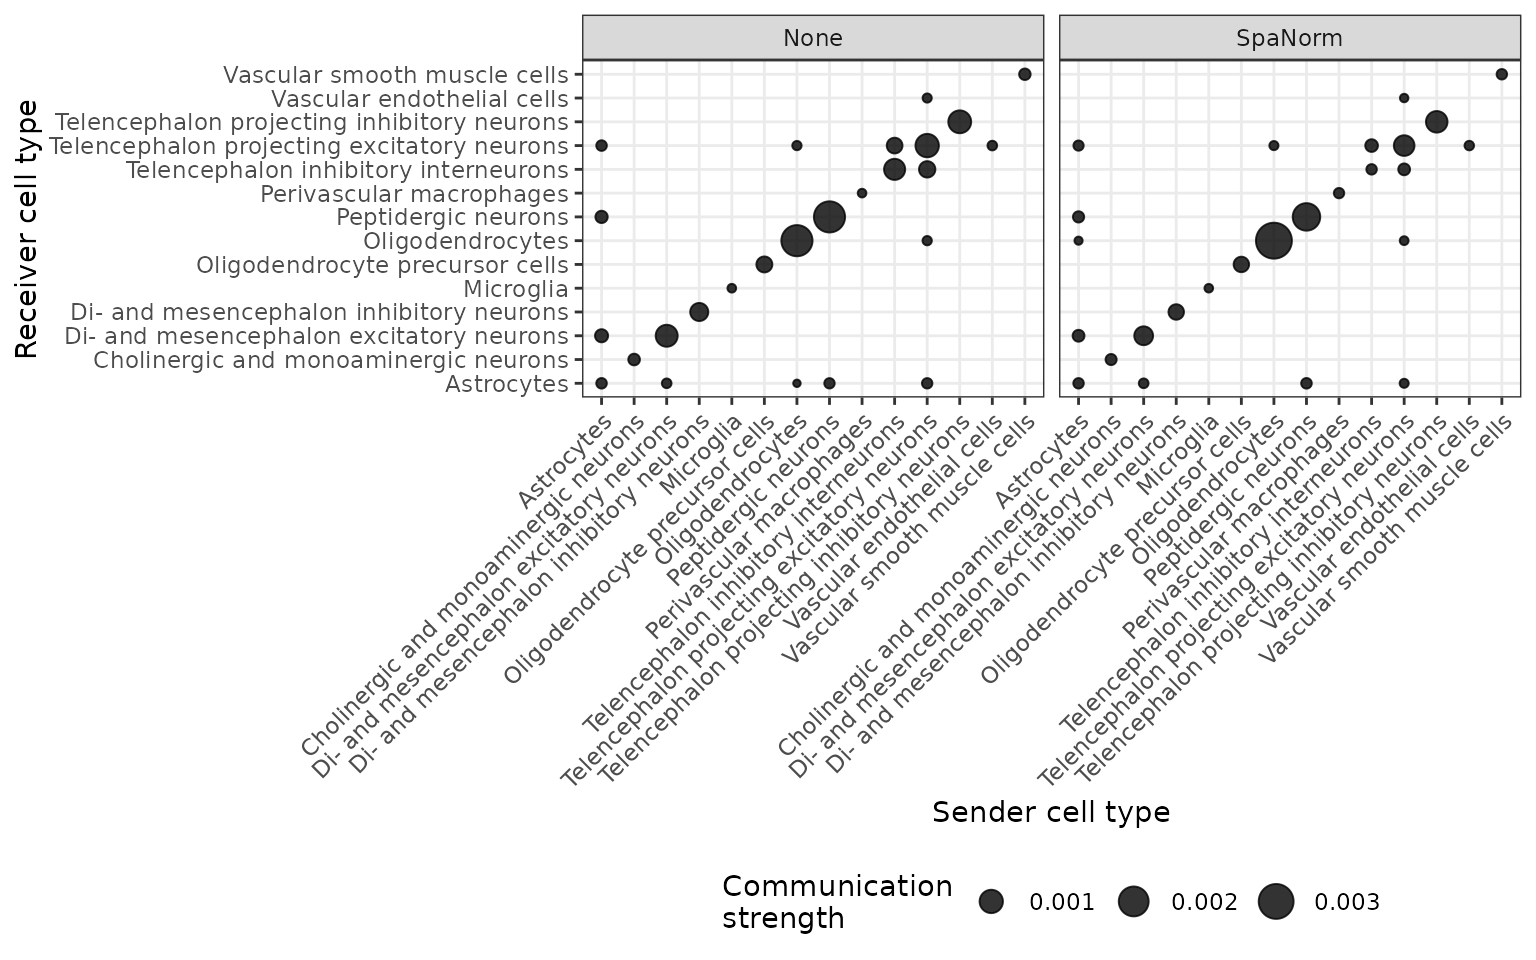 None
SpaNorm
Receiver cell type
Vascular smooth muscle cells
Vascular endothelial cells
Telencephalon projecting inhibitory neurons
Telencephalon projecting excitatory neurons
Telencephalon inhibitory interneurons
Perivascular macrophages
Peptidergic neurons
Oligodendrocytes
Oligodendrocyte precursor cells
Microglia
Di- and mesencephalon inhibitory neurons
Di- and mesencephalon excitatory neurons
Cholinergic and monoaminergic neurons
Astrocytes
Astrocytes
Cholinergic and monoaminergic neurons
Di- and mesencephalon excitatory neurons
Di- and mesencephalon inhibitory neurons
Microglia
Oligodendrocyte precursor cells
Oligodendrocytes
Peptidergic neurons
Perivascular macrophages
Telencephalon inhibitory interneurons
Telencephalon projecting excitatory neurons
Telencephalon projecting inhibitory neurons
Vascular endothelial cells
Vascular smooth muscle cells
Astrocytes
Cholinergic and monoaminergic neurons
Di- and mesencephalon excitatory neurons
Di- and mesencephalon inhibitory neurons
Microglia
Oligodendrocyte precursor cells
Oligodendrocytes
Peptidergic neurons
Perivascular macrophages
Telencephalon inhibitory interneurons
Telencephalon projecting excitatory neurons
Telencephalon projecting inhibitory neurons
Vascular endothelial cells
Vascular smooth muscle cells
Sender cell type
Communication
strength
0.001
0.002
0.003